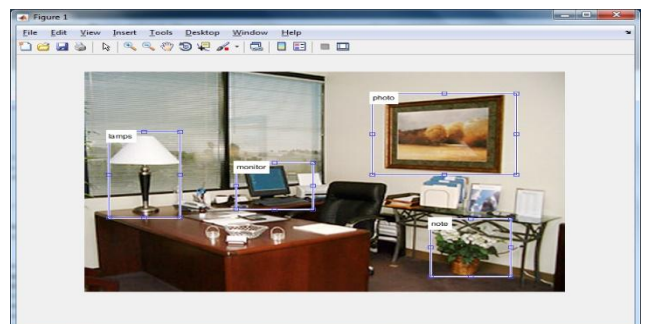 Figure 1
File Edit View Insert Tools Desktop Window Help
photo
lamps
monitor
note